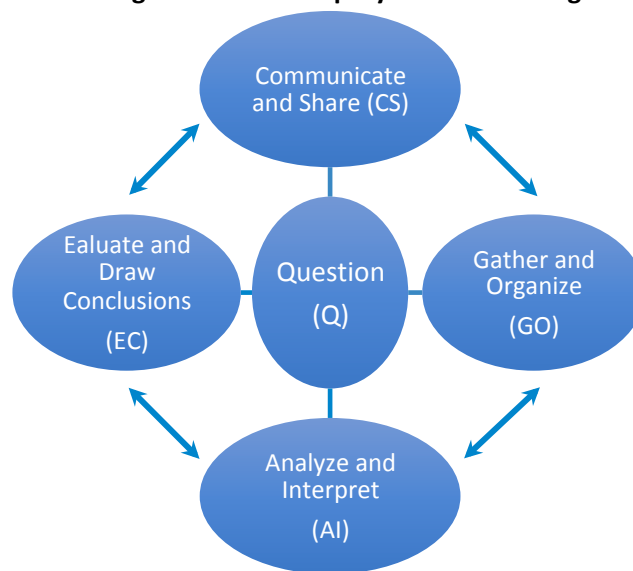 Communicate
and Share (CS)
Ealuate and
Draw
Conclusions
(EC)
Question
(Q)
Gather and
Organize
(GO)
Analyze and
Interpret
(AI)